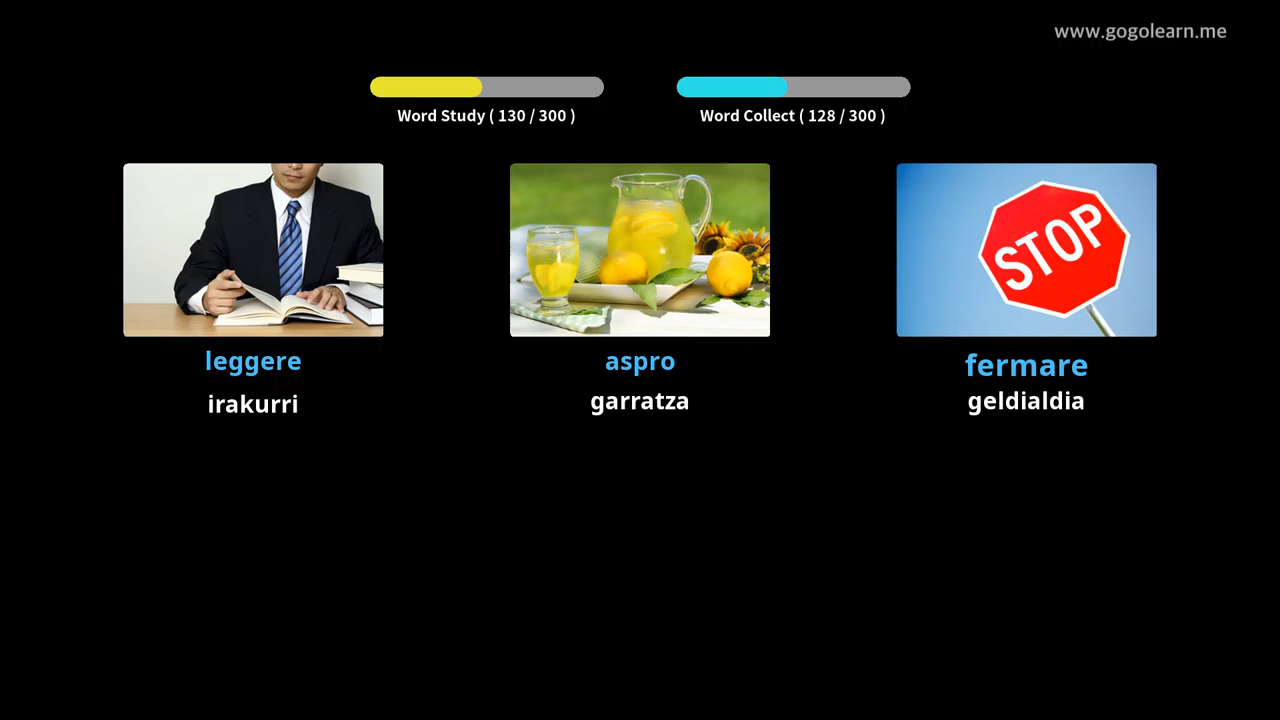 www.gogolearn.me
Word Study ( 130 / 300 )
Word Collect ( 128 / 300 )
STOP
leggere
aspro
fermare
irakurri
garratza
geldialdia